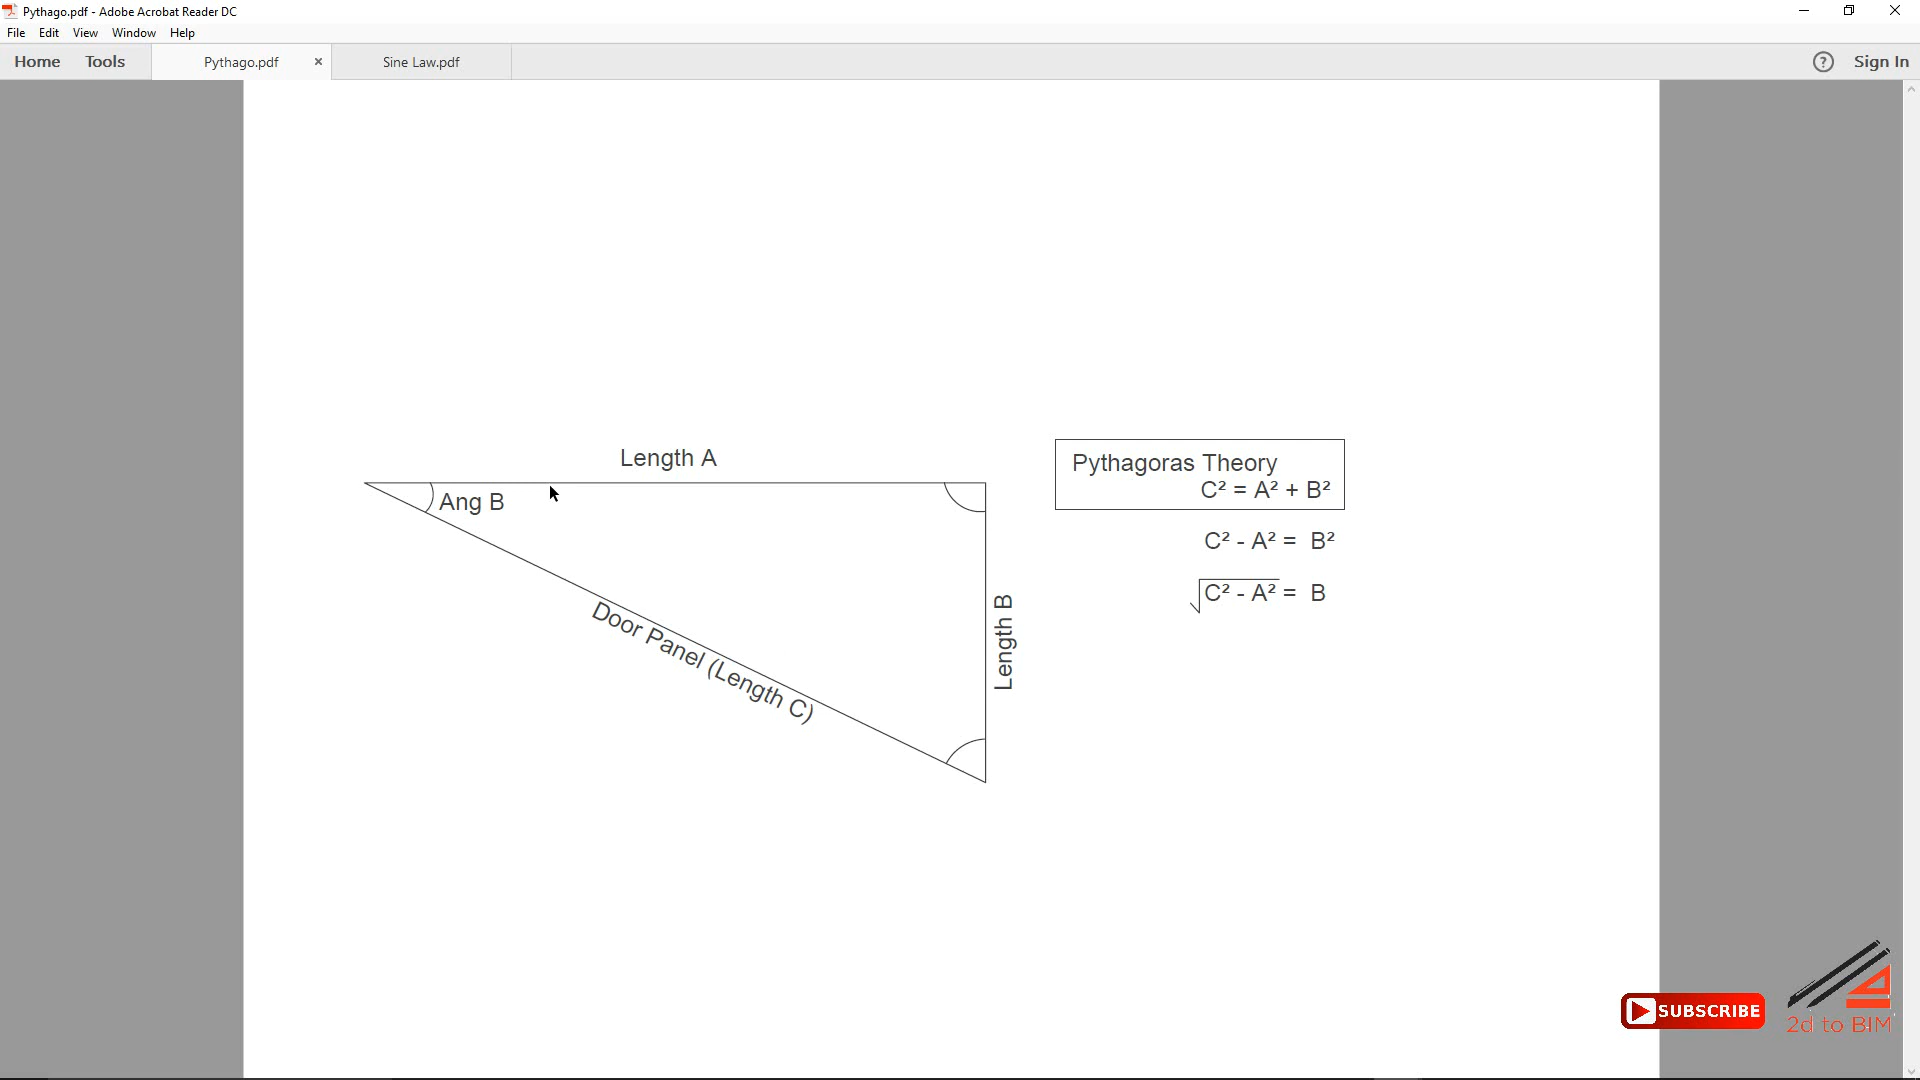 Pythago.pdf - Adobe Acrobat Reader DC
File Edit View Window Help
Home Tools Pythago.pdf × Sine Law.pdf ? Sign In
Length A
Ang B
Door Panel (Length C)
Length B
Pythagoras Theory
C² = A² + B²
C² - A² = B²
√C² - A² = B
SUBSCRIBE
2d to BIM